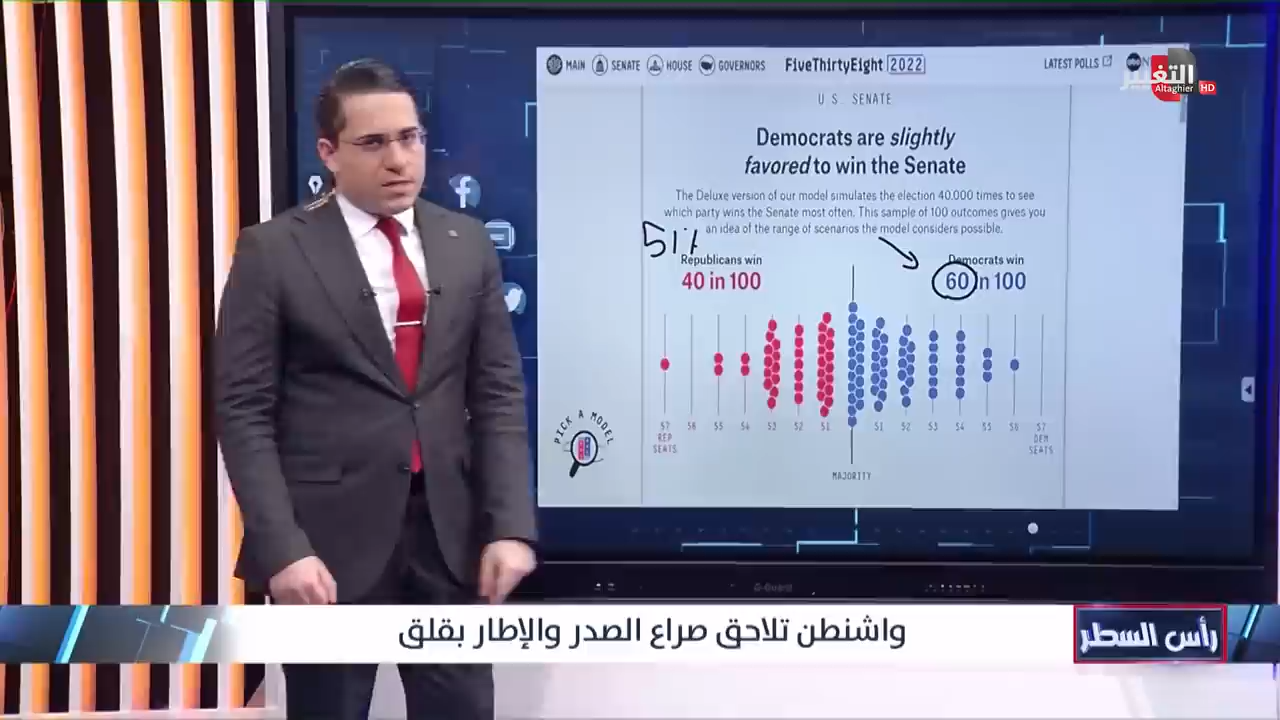 MAIN SENATE HOUSE GOVERNORS FiveThirtyEight 2022 LATEST POLLS
التغيير
Altaghier HD
U.S. SENATE
Democrats are slightly
favored to win the Senate
The Deluxe version of our model simulates the election 40,000 times to see
which party wins the Senate most often. This sample of 100 outcomes gives you
an idea of the range of scenarios the model considers possible.
51%
Republicans win
40 in 100
Democrats win
60 in 100
57 56 55 54 53 52 51 51 52 53 54 55 56 57
REP
SEATS
DEM
SEATS
PICK A MODEL
MAJORITY
G-Guard
واشنطن تلاحق صراع الصدر والإطار بقلق
رأس السطر